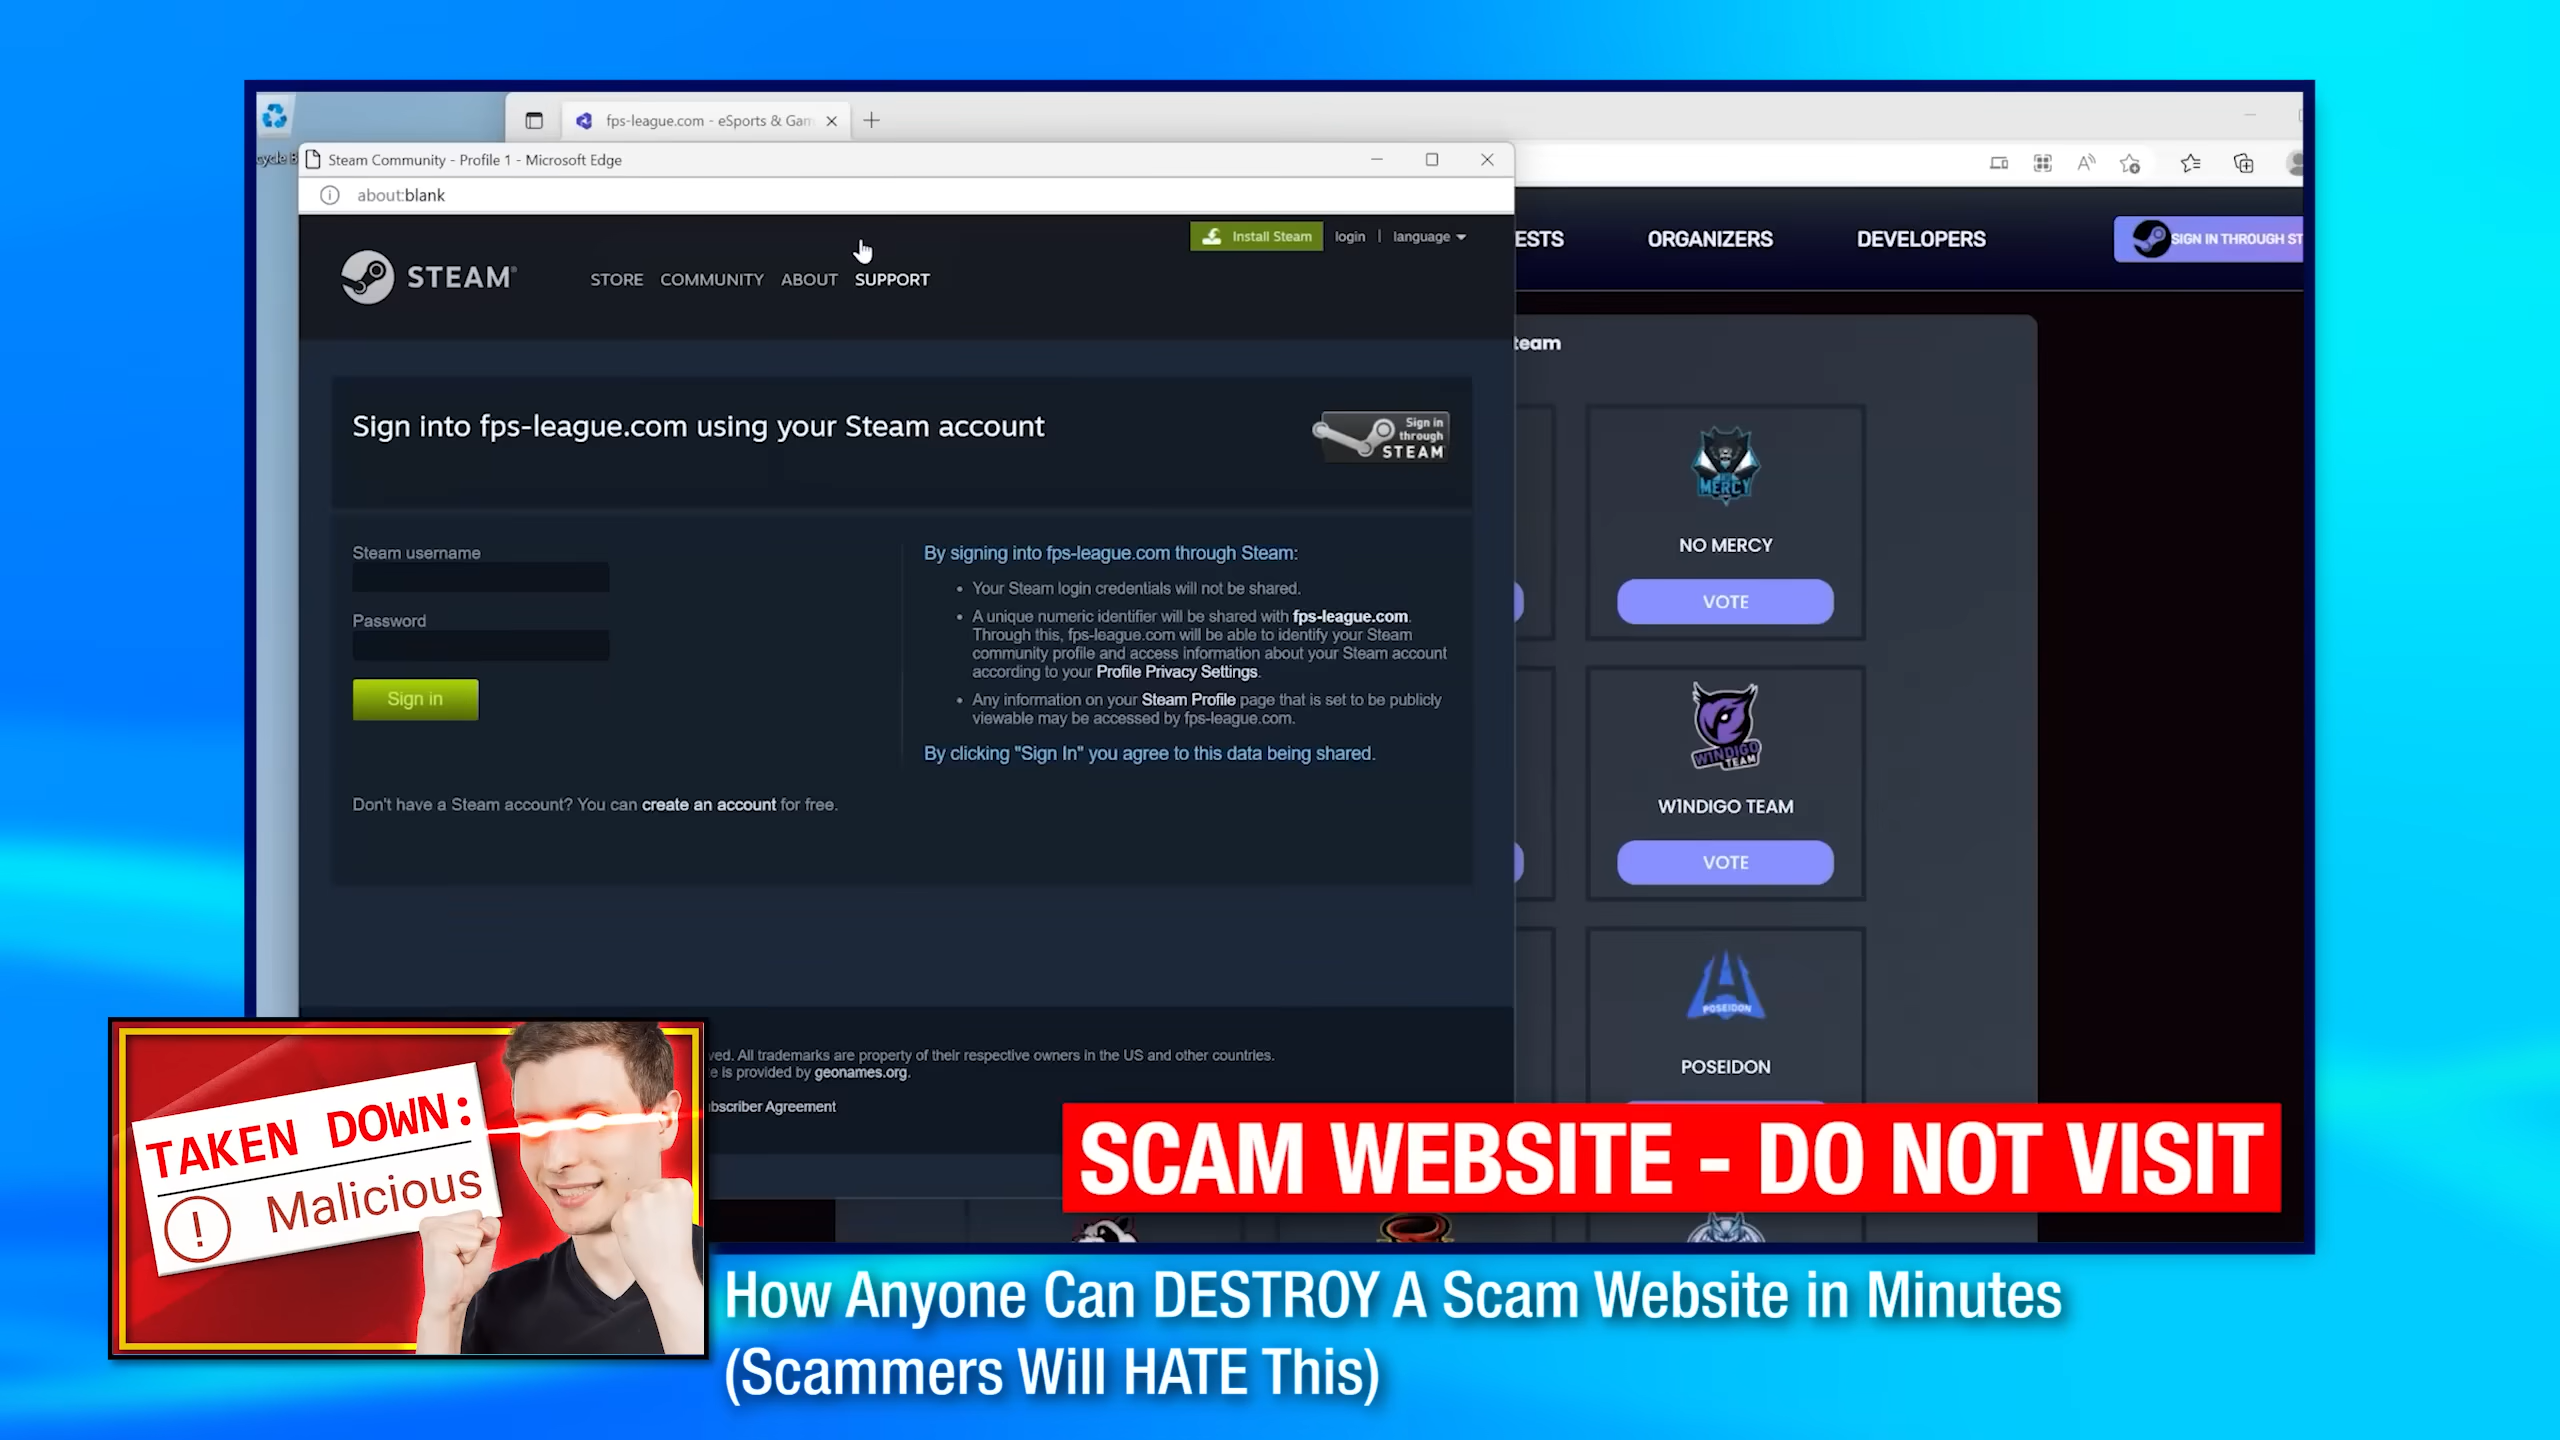 fps-league.com - eSports & Gam
cycle B
Steam Community - Profile 1 - Microsoft Edge
about:blank
Install Steam
login
language
STEAM
STORE COMMUNITY ABOUT SUPPORT
ESTS
ORGANIZERS
DEVELOPERS
SIGN IN THROUGH ST
team
Sign into fps-league.com using your Steam account
Sign in
through
STEAM
MERCY
NO MERCY
VOTE
Steam username
Password
Sign in
By signing into fps-league.com through Steam:
• Your Steam login credentials will not be shared.
• A unique numeric identifier will be shared with fps-league.com.
Through this, fps-league.com will be able to identify your Steam
community profile and access information about your Steam account
according to your Profile Privacy Settings.
• Any information on your Steam Profile page that is set to be publicly
viewable may be accessed by fps-league.com.
By clicking "Sign In" you agree to this data being shared.
Don't have a Steam account? You can create an account for free.
W1NDIGO
TEAM
W1NDIGO TEAM
VOTE
POSEIDON
POSEIDON
ved. All trademarks are property of their respective owners in the US and other countries.
e is provided by geonames.org.
bscriber Agreement
TAKEN DOWN:
! Malicious
SCAM WEBSITE - DO NOT VISIT
How Anyone Can DESTROY A Scam Website in Minutes
(Scammers Will HATE This)